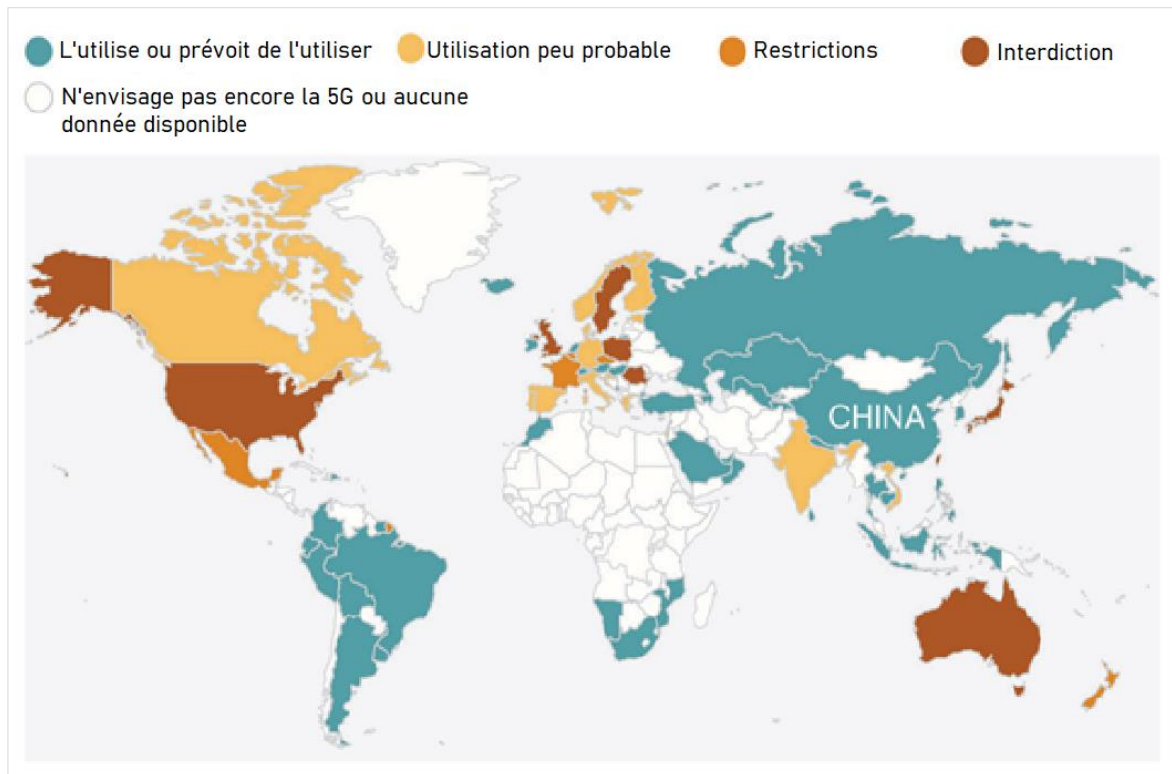 L'utilise ou prévoit de l'utiliser
Utilisation peu probable
Restrictions
Interdiction
N'envisage pas encore la 5G ou aucune
donnée disponible
CHINA